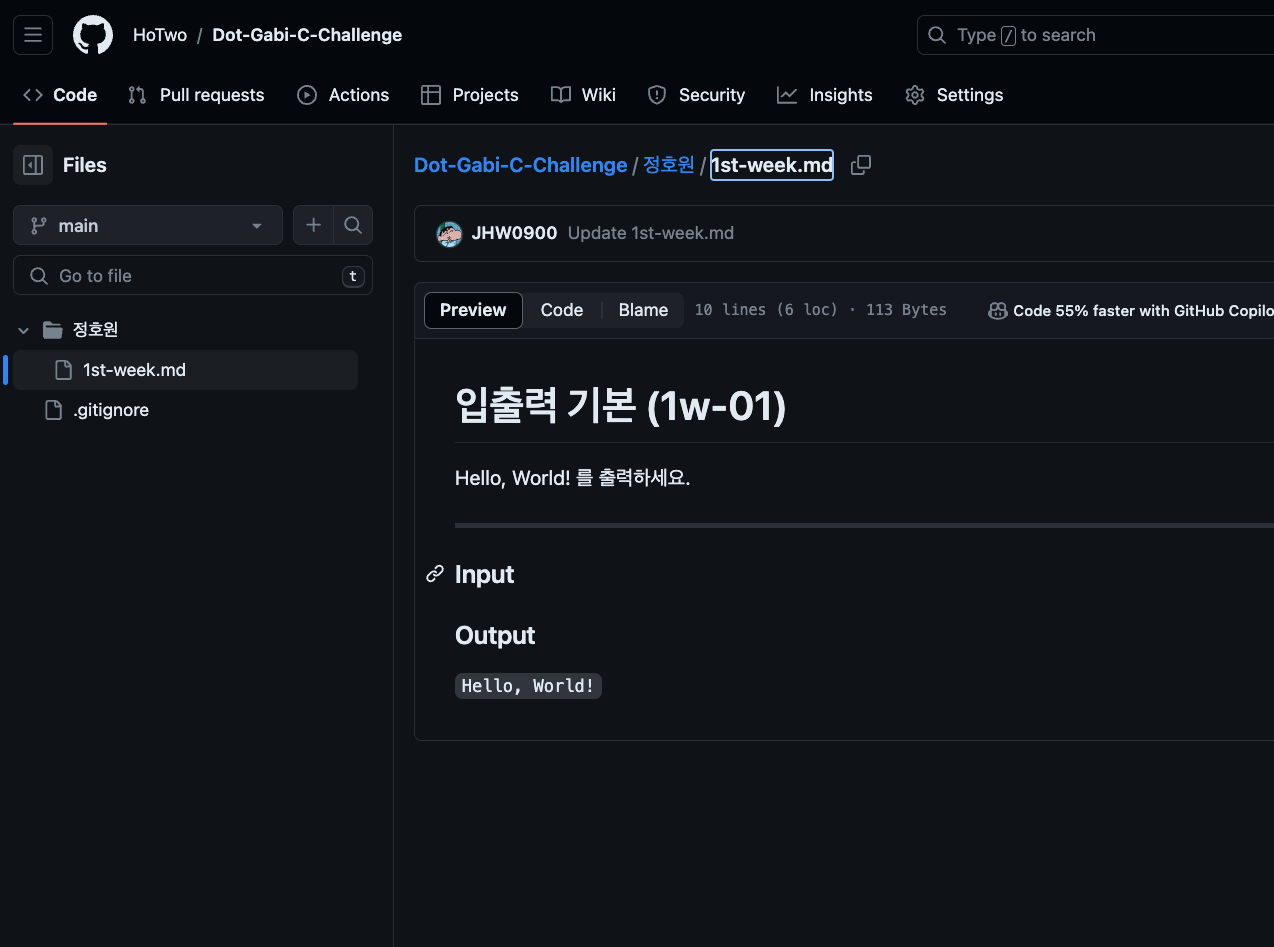 HoTwo / Dot-Gabi-C-Challenge
Type / to search
Code Pull requests Actions Projects Wiki Security Insights Settings
Files
main
Go to file t
정호원
1st-week.md
.gitignore
Dot-Gabi-C-Challenge / 정호원 / 1st-week.md
JHW0900 Update 1st-week.md
Preview Code Blame 10 lines (6 loc) · 113 Bytes Code 55% faster with GitHub Copilo
입출력 기본 (1w-01)
Hello, World! 를 출력하세요.
Input
Output
Hello, World!